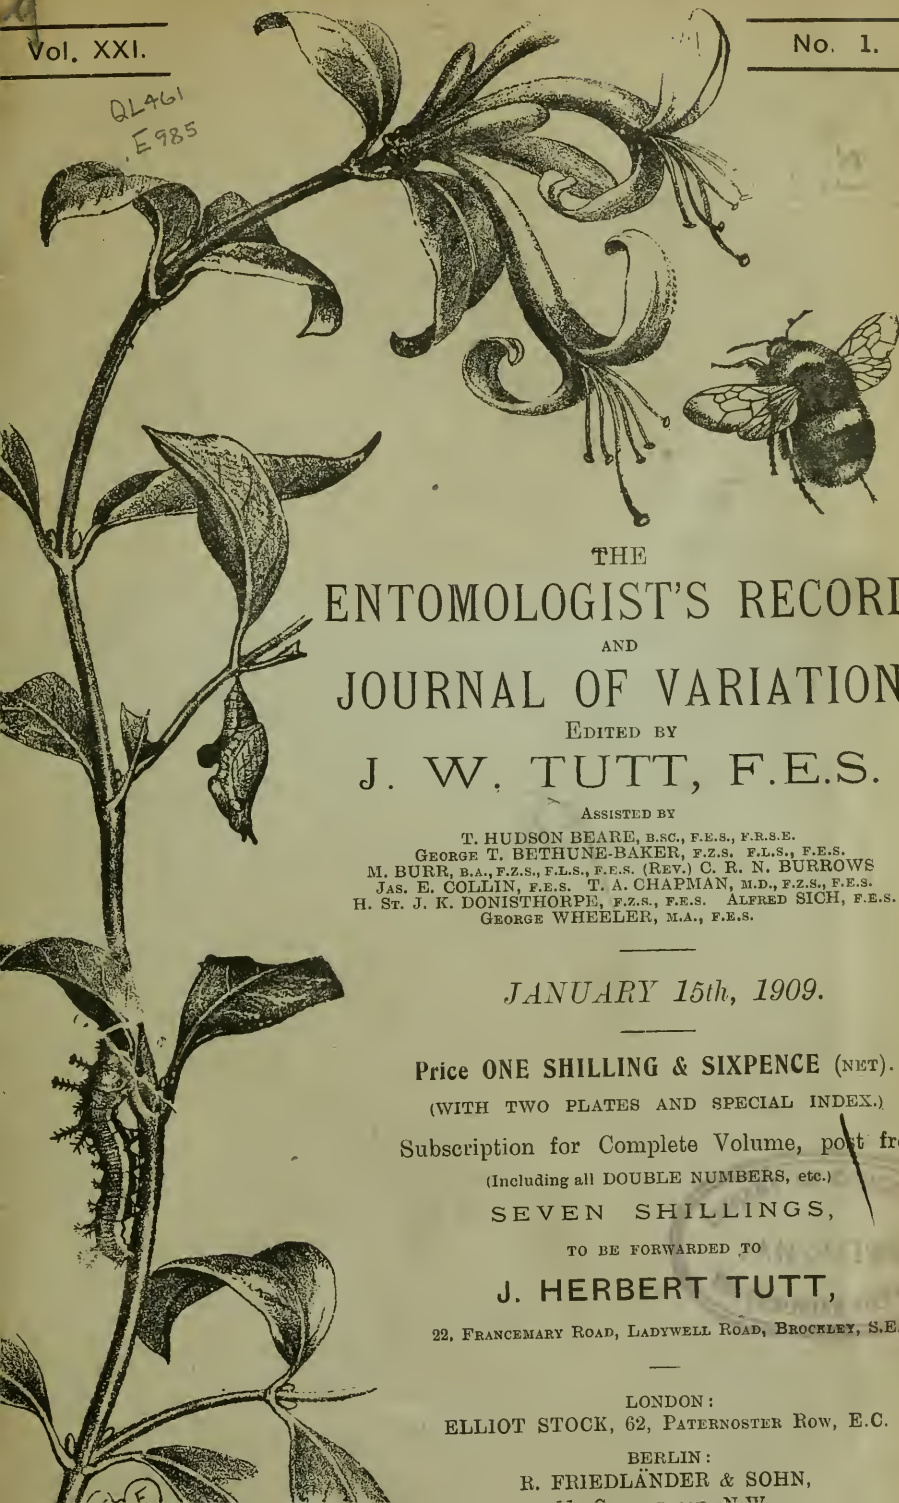 Vol. XXI.
No. 1.
QL461
.E985
THE
ENTOMOLOGIST'S RECORD
AND
JOURNAL OF VARIATION
EDITED BY
J. W. TUTT, F.E.S.
ASSISTED BY
T. HUDSON BEARE, B.SC., F.E.S., F.R.S.E.
GEORGE T. BETHUNE-BAKER, F.Z.S. F.L.S., F.E.S.
M. BURR, B.A., F.Z.S., F.L.S., F.E.S. (REV.) C. R. N. BURROWS
JAS. E. COLLIN, F.E.S. T. A. CHAPMAN, M.D., F.Z.S., F.E.S.
H. ST. J. K. DONISTHORPE, F.Z.S., F.E.S. ALFRED SICH, F.E.S.
GEORGE WHEELER, M.A., F.E.S.
JANUARY 15th, 1909.
Price ONE SHILLING & SIXPENCE (NET).
(WITH TWO PLATES AND SPECIAL INDEX.)
Subscription for Complete Volume, post fr
(Including all DOUBLE NUMBERS, etc.)
SEVEN SHILLINGS,
TO BE FORWARDED TO
J. HERBERT TUTT,
22, FRANCEMARY ROAD, LADYWELL ROAD, BROCKLEY, S.E.
LONDON:
ELLIOT STOCK, 62, PATERNOSTER ROW, E.C.
BERLIN:
R. FRIEDLÄNDER & SOHN,